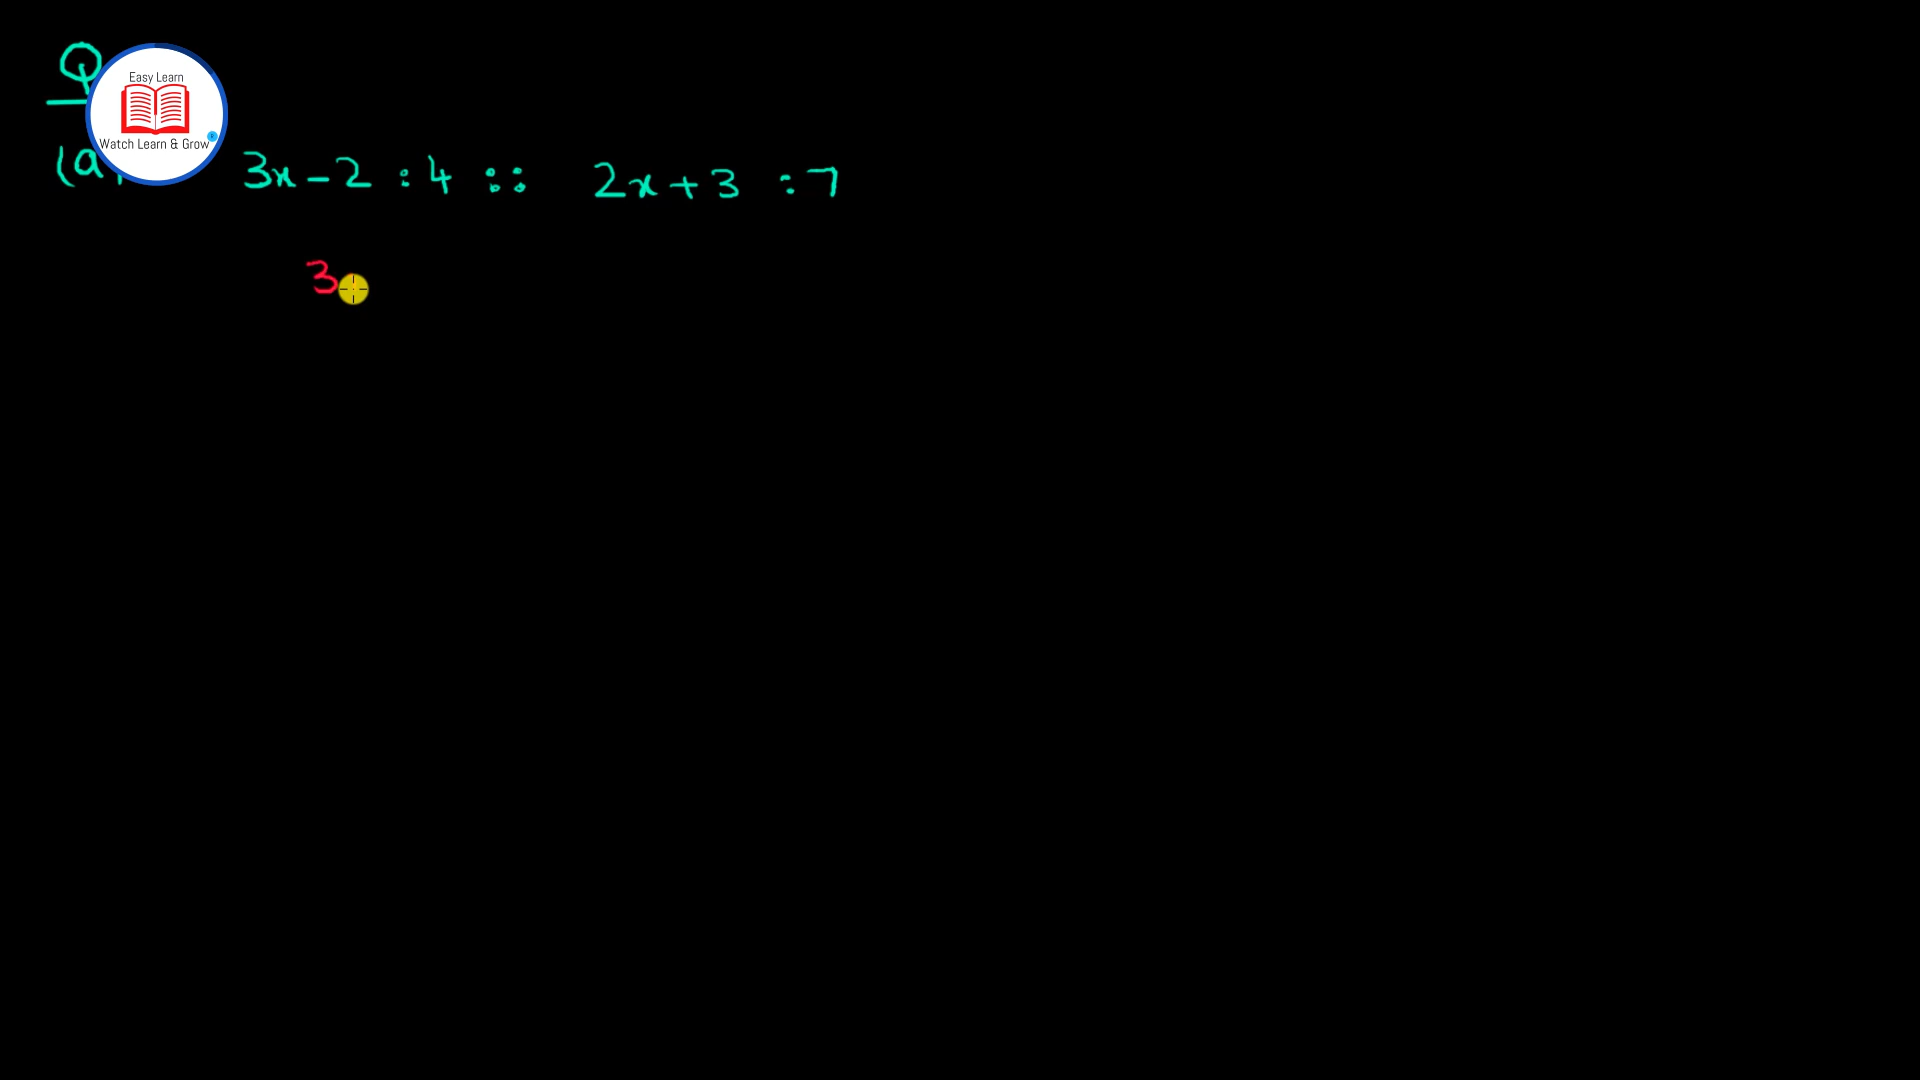 Q
Easy Learn
Watch Learn & Grow
(a) 3x - 2 : 4 :: 2x + 3 : 7
3